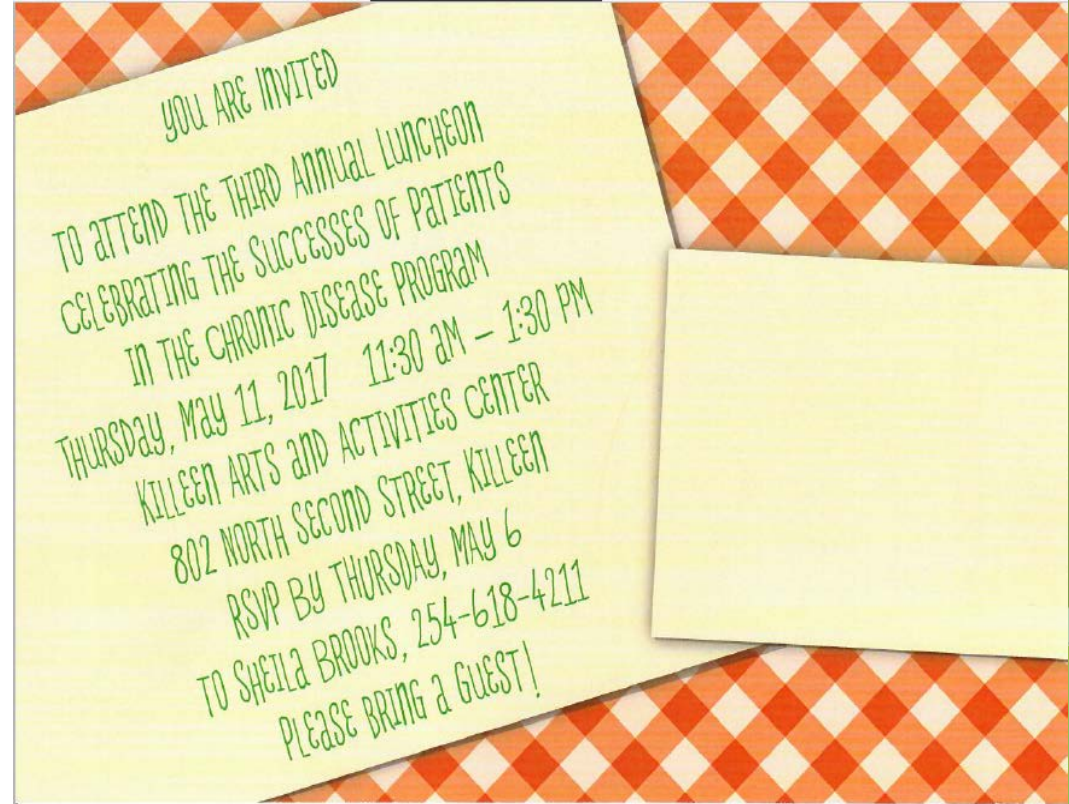 YOU ARE INVITED
TO ATTEND THE THIRD ANNUAL LUNCHEON
CELEBRATING THE SUCCESSES OF PATIENTS
IN THE CHRONIC DISEASE PROGRAM
THURSDAY, MAY 11, 2017 11:30 AM – 1:30 PM
KILLEEN ARTS AND ACTIVITIES CENTER
802 NORTH SECOND STREET, KILLEEN
RSVP BY THURSDAY, MAY 6
TO SHEILA BROOKS, 254-618-4211
PLEASE BRING A GUEST!